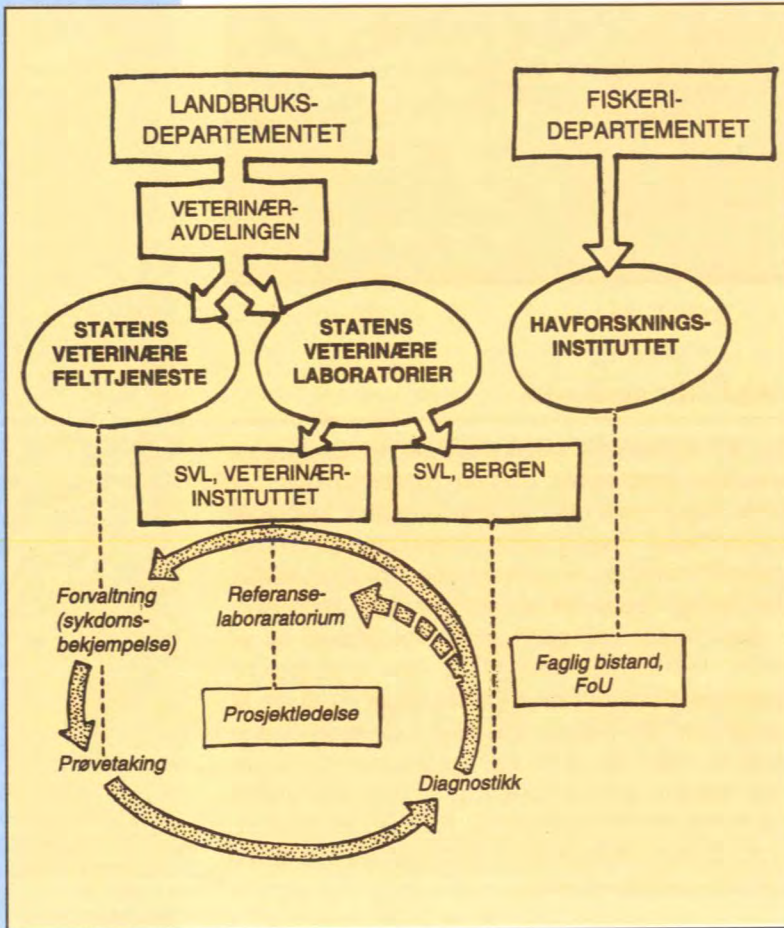 LANDBRUKS-
DEPARTEMENTET
FISKERI-
DEPARTEMENTET
VETERINÆR-
AVDELINGEN
STATENS
VETERINÆRE
FELTTJENESTE
STATENS
VETERINÆRE
LABORATORIER
HAVFORSKNINGS-
INSTITUTTET
SVL, VETERINÆR-
INSTITUTTET
SVL, BERGEN
Forvaltning
(sykdoms-
bekjempelse)
Referanse-
laboraratorium
Faglig bistand,
FoU
Prosjektledelse
Prøvetaking
Diagnostikk